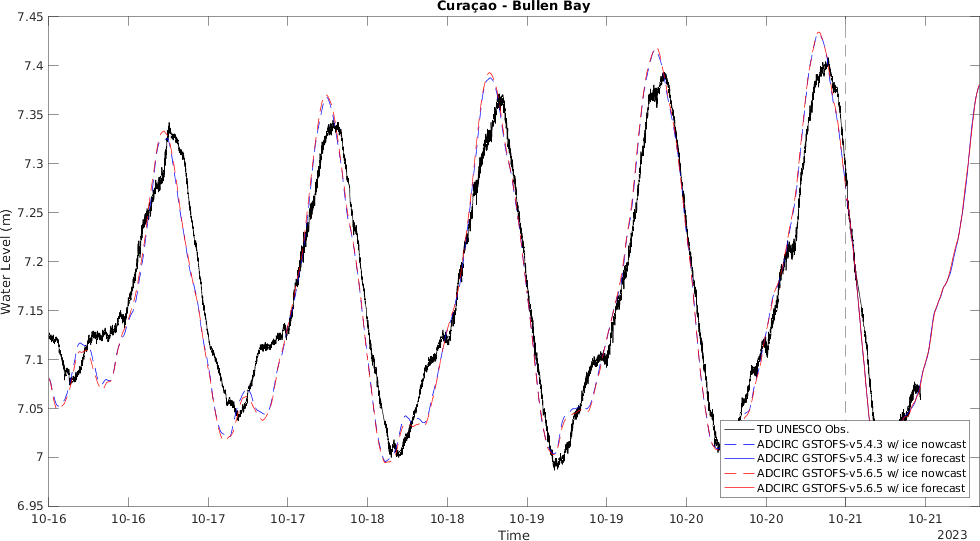 Curaçao - Bullen Bay
Water Level (m)
7.45
7.4
7.35
7.3
7.25
7.2
7.15
7.1
7.05
7
6.95
TD UNESCO Obs.
ADCIRC GSTOFS-v5.4.3 w/ ice nowcast
ADCIRC GSTOFS-v5.4.3 w/ ice forecast
ADCIRC GSTOFS-v5.6.5 w/ ice nowcast
ADCIRC GSTOFS-v5.6.5 w/ ice forecast
10-16 10-16 10-17 10-17 10-18 10-18 10-19 10-19 10-20 10-20 10-21 10-21
Time
2023